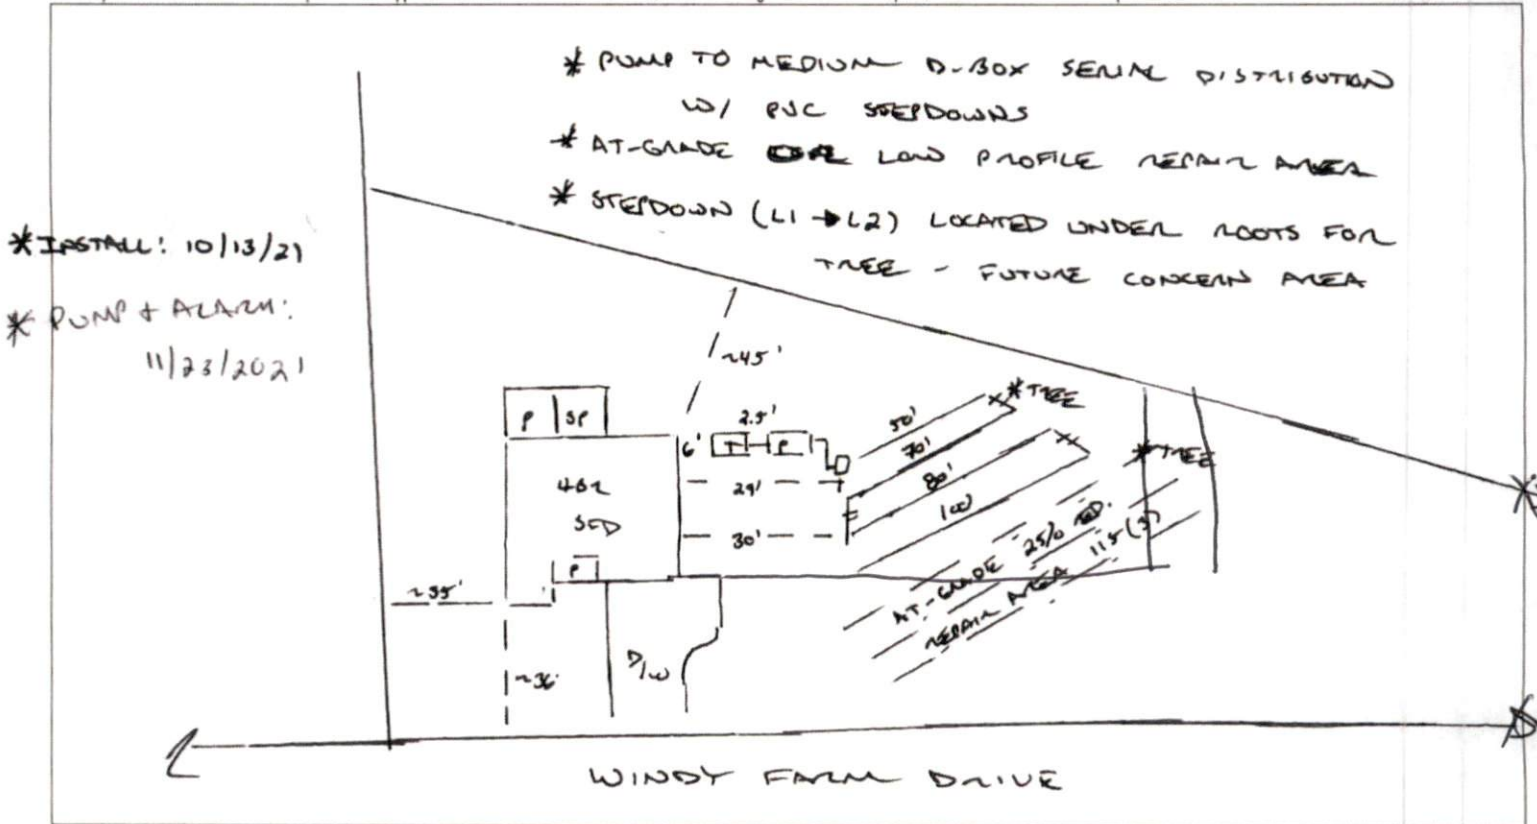 * PUMP TO MEDIUM D-BOX SERIAL DISTRIBUTION
W/ PVC STEPDOWNS
* AT-GRADE LOW PROFILE REPAIR AREA
* STEPDOWN (L1 → L2) LOCATED UNDER ROOTS FOR
TREE - FUTURE CONCERN AREA
* INSTALL: 10/13/21
* PUMP & ALARM:
11/23/2021
~45'
P SP
2.5'
6' T P
50' * TREE
70'
80'
100'
* TREE
4BR
SFD
29'
30'
P
AT-GRADE 25% RED.
REPAIR AREA 115 (3)
~35'
~36'
D/W
WINDY FARM DRIVE